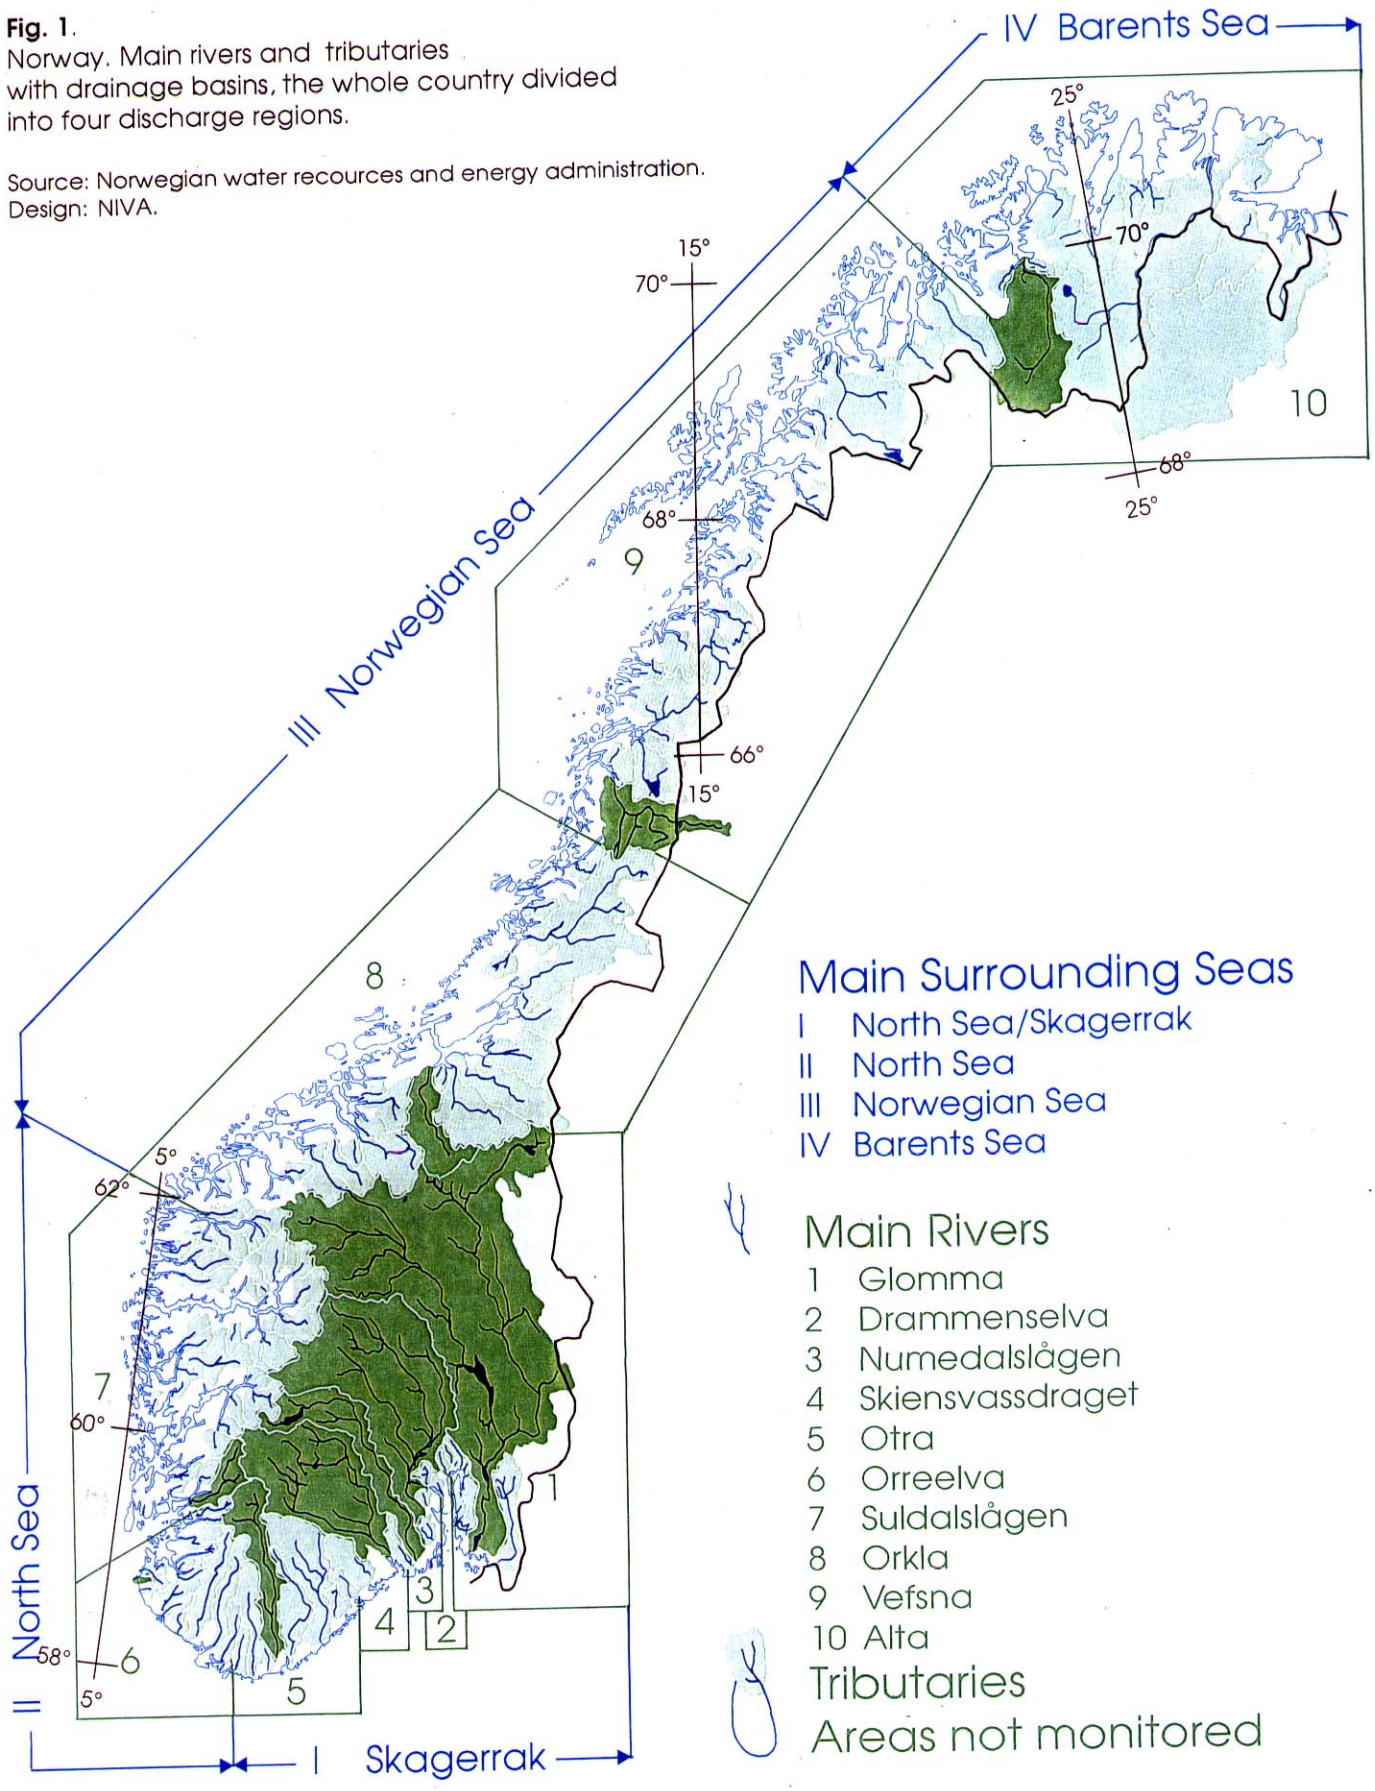 Fig. 1.
Norway. Main rivers and tributaries
with drainage basins, the whole country divided
into four discharge regions.
Source: Norwegian water recources and energy administration.
Design: NIVA.
IV Barents Sea
25°
70°
10
68°
25°
15°
70°
68°
9
III Norwegian Sea
66°
15°
8
5°
62°
7
60°
1
II North Sea
3
4
2
58°
6
5°
5
I Skagerrak
Main Surrounding Seas
I North Sea/Skagerrak
II North Sea
III Norwegian Sea
IV Barents Sea
Main Rivers
1 Glomma
2 Drammenselva
3 Numedalslågen
4 Skiensvassdraget
5 Otra
6 Orreelva
7 Suldalslågen
8 Orkla
9 Vefsna
10 Alta
Tributaries
Areas not monitored